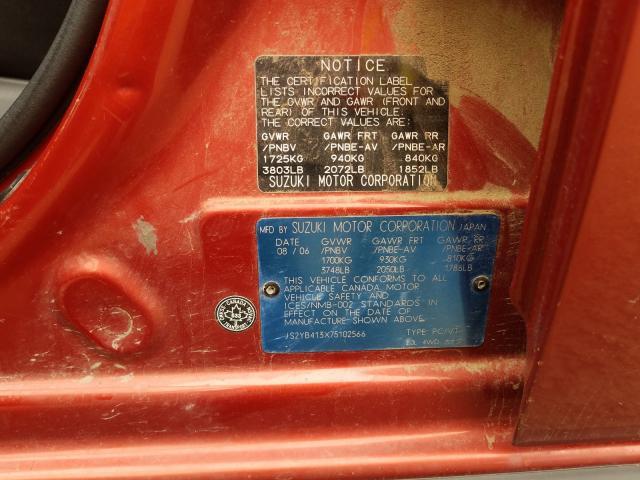 NOTICE
THE CERTIFICATION LABEL
LISTS INCORRECT VALUES FOR
THE GVWR AND GAWR (FRONT AND
REAR) OF THIS VEHICLE.
THE CORRECT VALUES ARE:
GVWR GAWR FRT GAWR RR
/PNBV /PNBE-AV /PNBE-AR
1725KG 940KG 840KG
3803LB 2072LB 1852LB
SUZUKI MOTOR CORPORATION
MFD BY SUZUKI MOTOR CORPORATION JAPAN
DATE GVWR GAWR FRT GAWR RR
08/06 /PNBV /PNBE-AV /PNBE-AR
1700KG 930KG 810KG
3748LB 2050LB 1786LB
THIS VEHICLE CONFORMS TO ALL
APPLICABLE CANADA MOTOR
VEHICLE SAFETY AND
ICES/NMB-002 STANDARDS IN
EFFECT ON THE DATE OF
MANUFACTURE SHOWN ABOVE.
JS2YB413X75102566 TYPE: PC/VT
4WD
CANADA
TRANSPORT